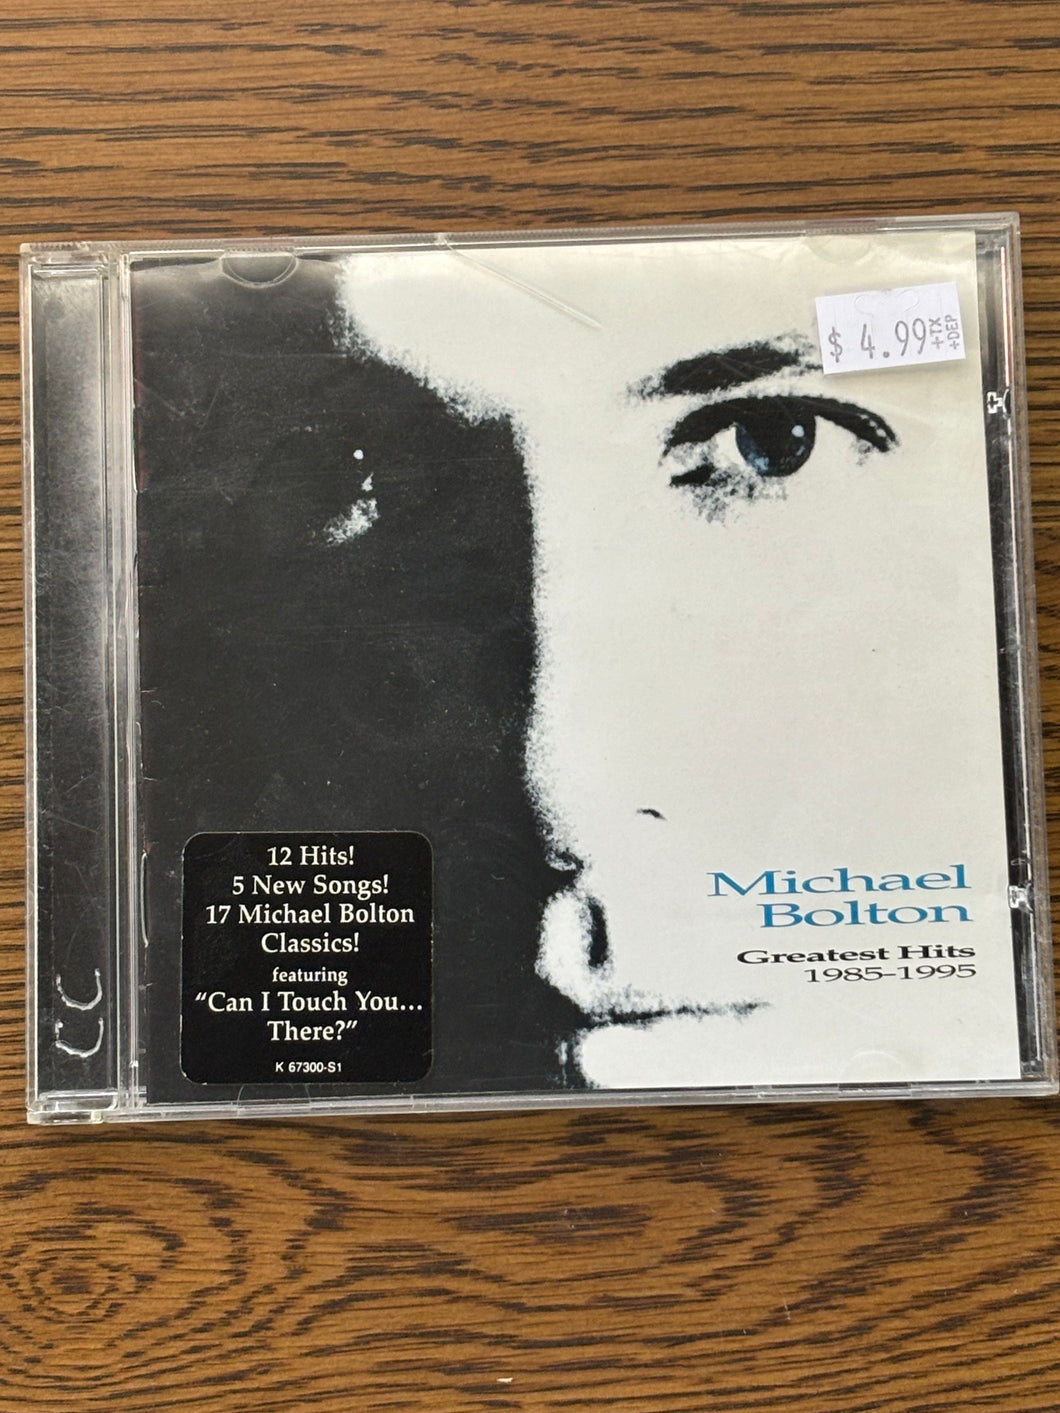 $ 4.99
+TX
+DEP
12 Hits!
5 New Songs!
17 Michael Bolton
Classics!
featuring
“Can I Touch You...
There?”
K 67300-S1
Michael
Bolton
Greatest Hits
1985-1995